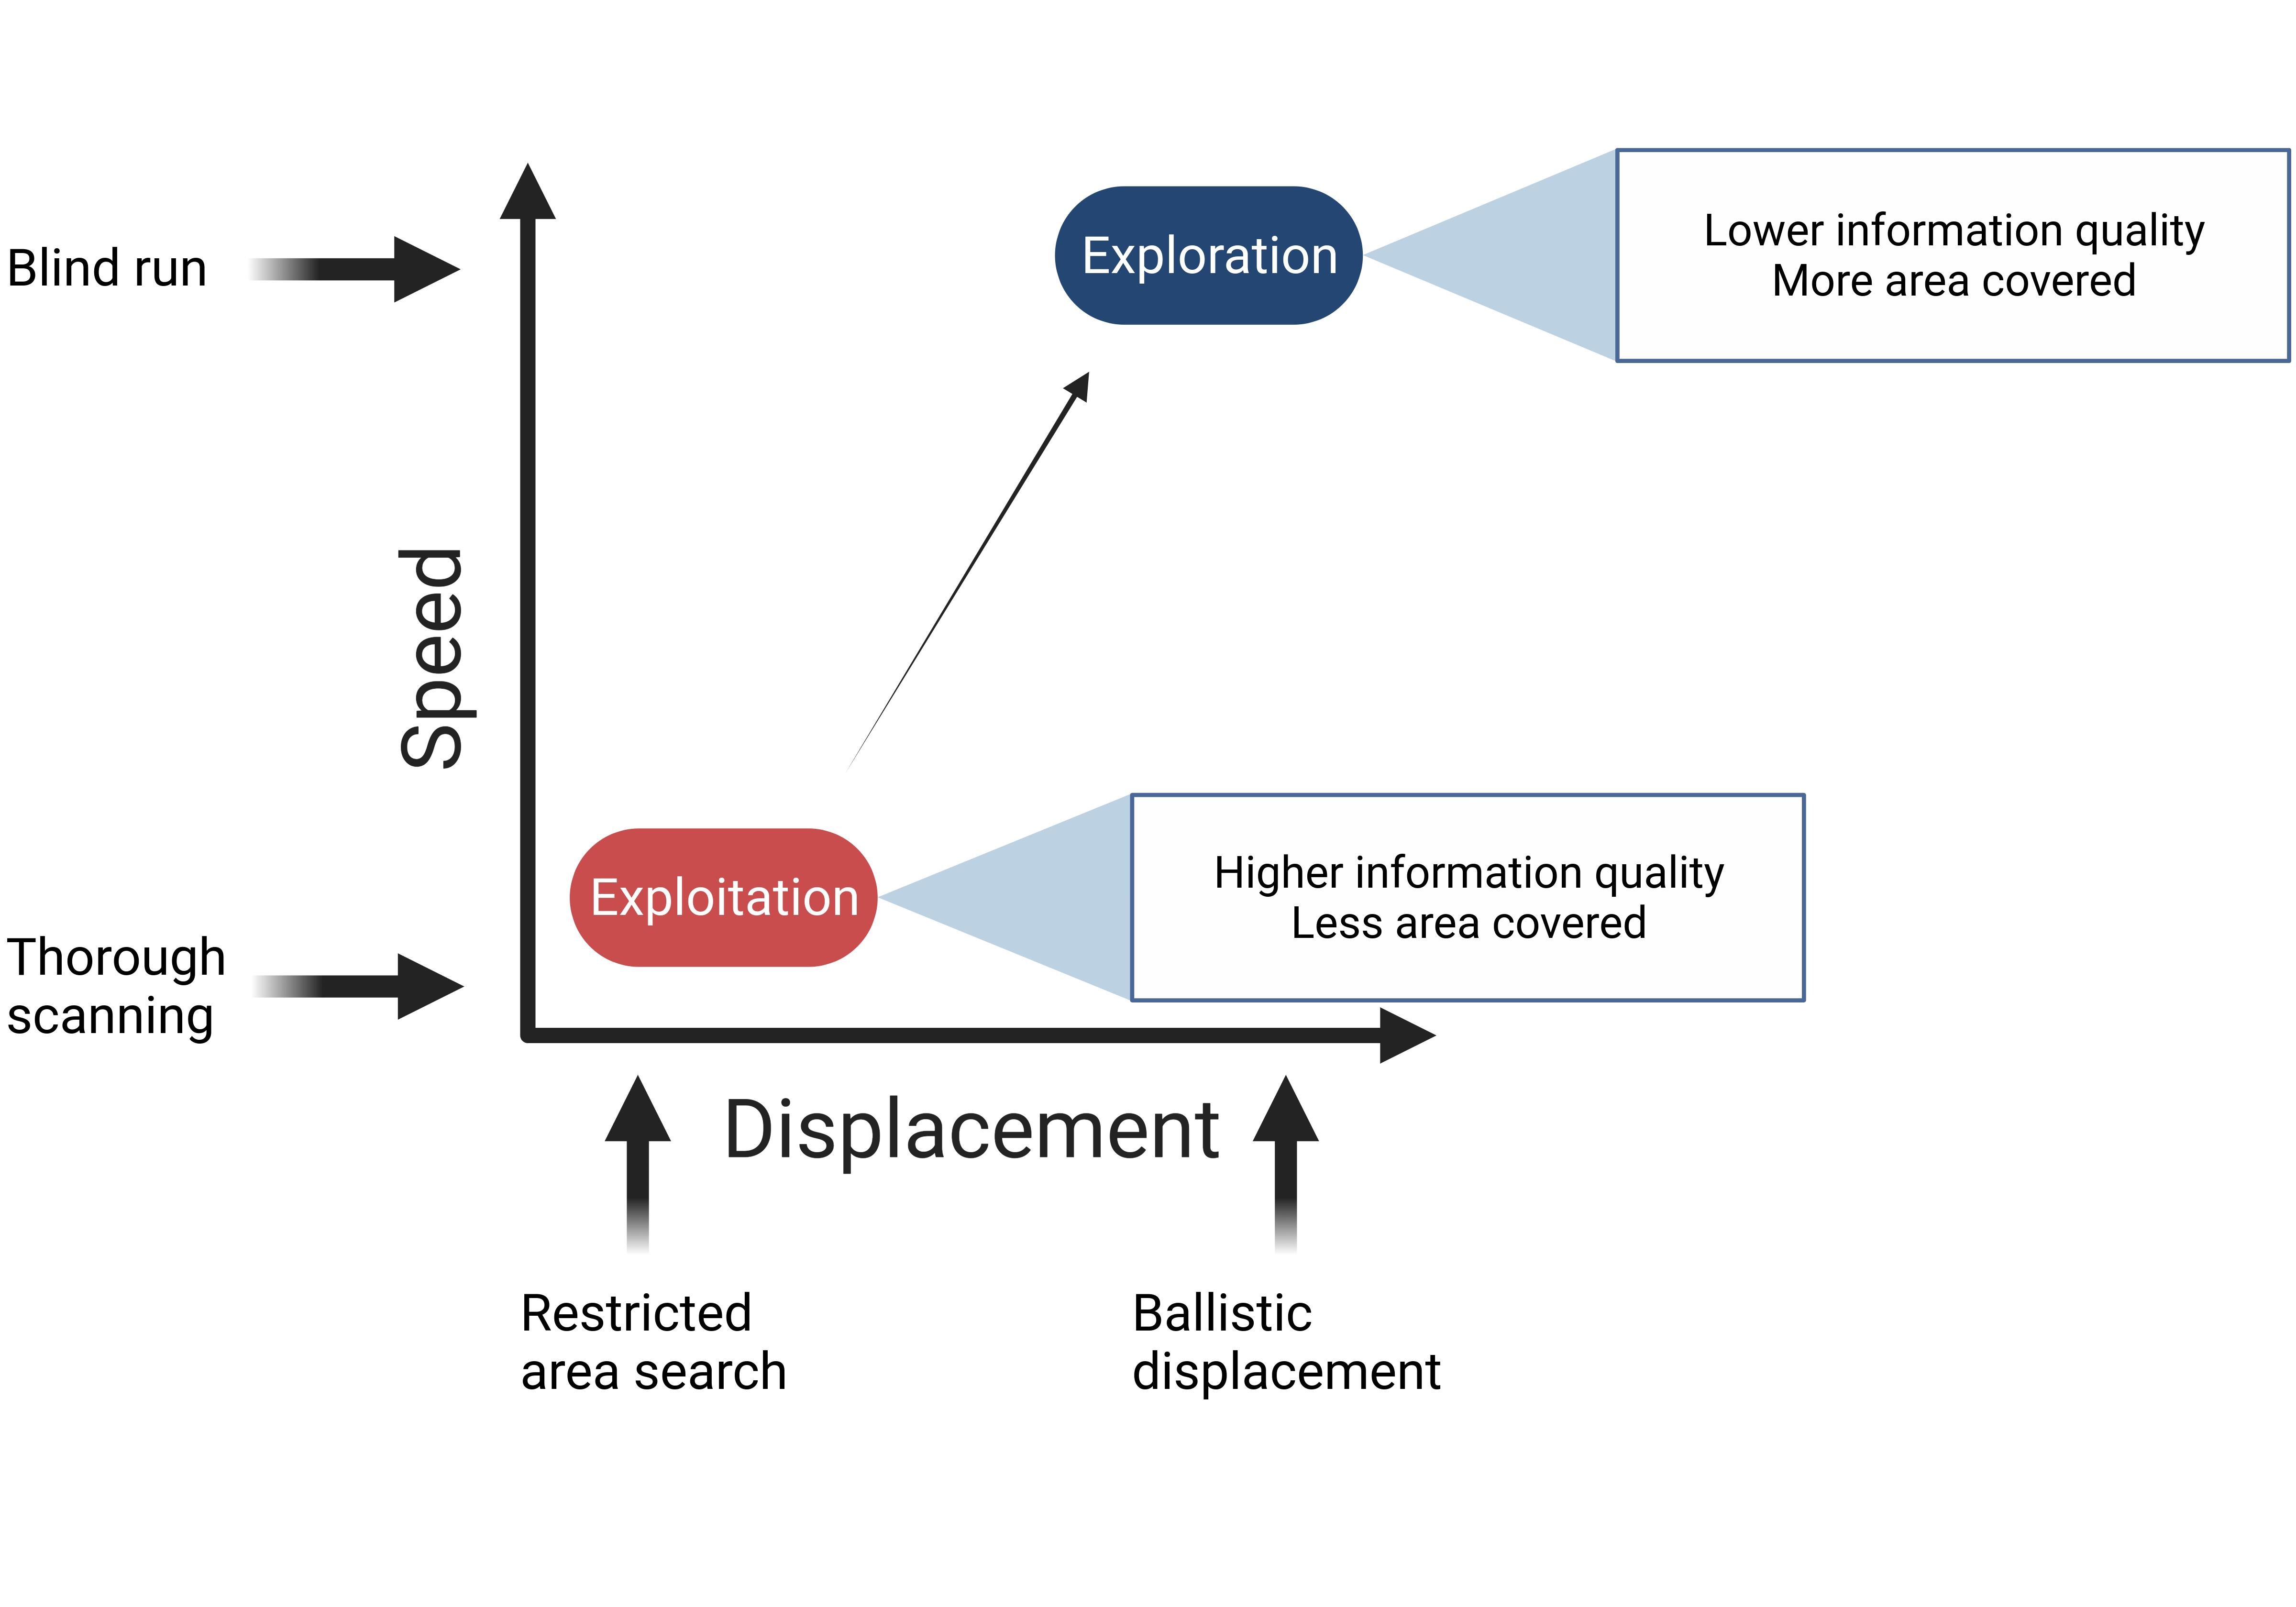 Blind run
Exploration
Lower information quality
More area covered
Speed
Exploitation
Higher information quality
Less area covered
Thorough
scanning
Displacement
Restricted
area search
Ballistic
displacement